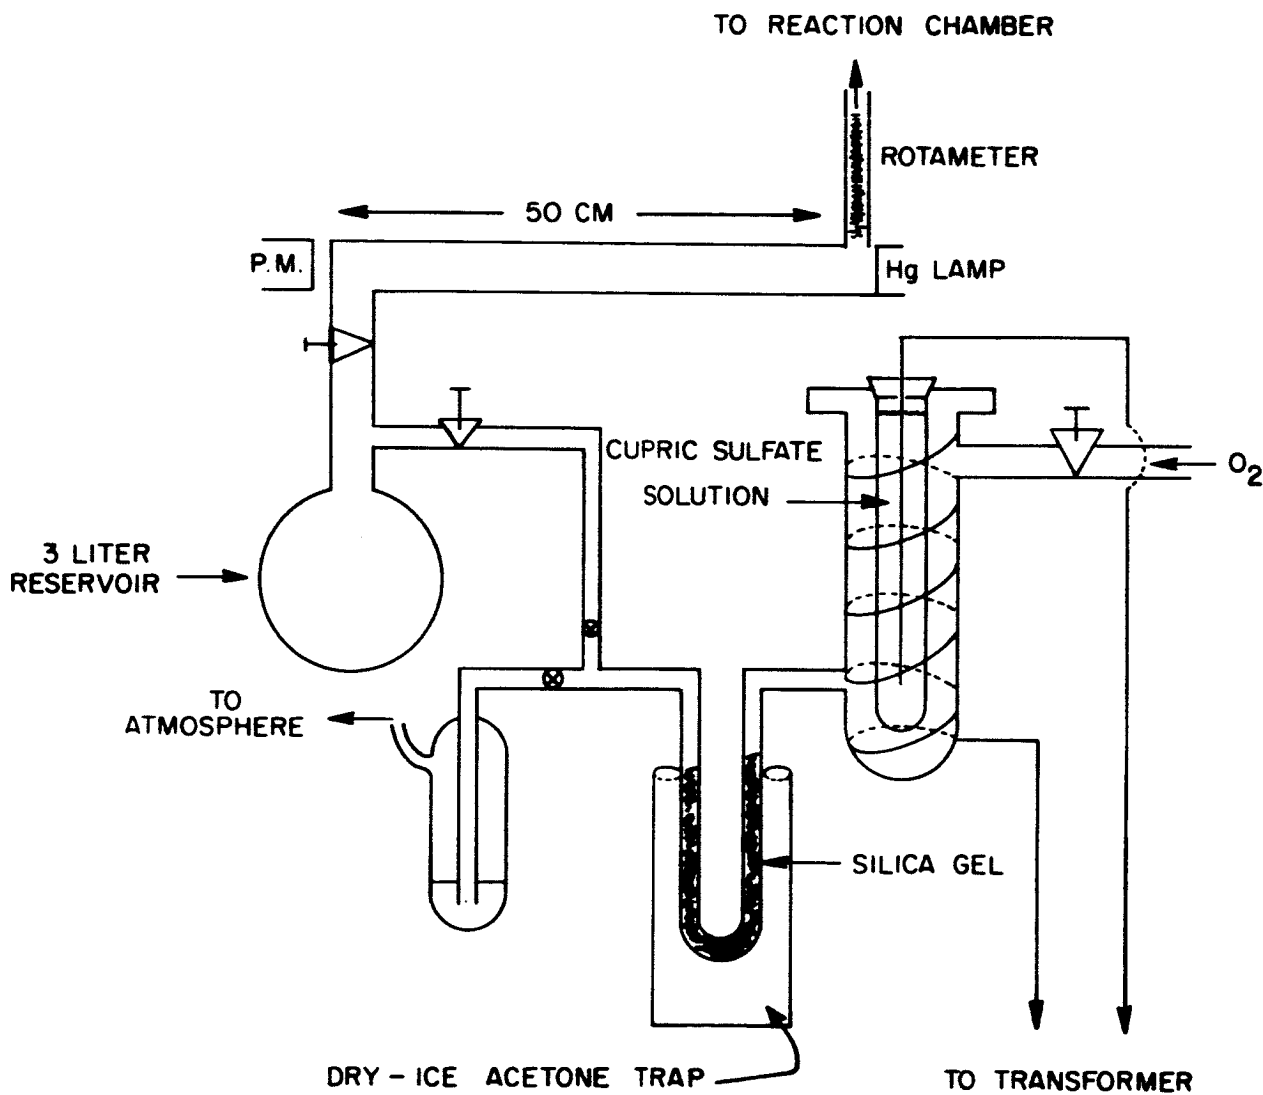 TO REACTION CHAMBER
ROTAMETER
50 CM
P.M.
Hg LAMP
CUPRIC SULFATE
SOLUTION
O2
3 LITER
RESERVOIR
TO
ATMOSPHERE
SILICA GEL
DRY-ICE ACETONE TRAP
TO TRANSFORMER